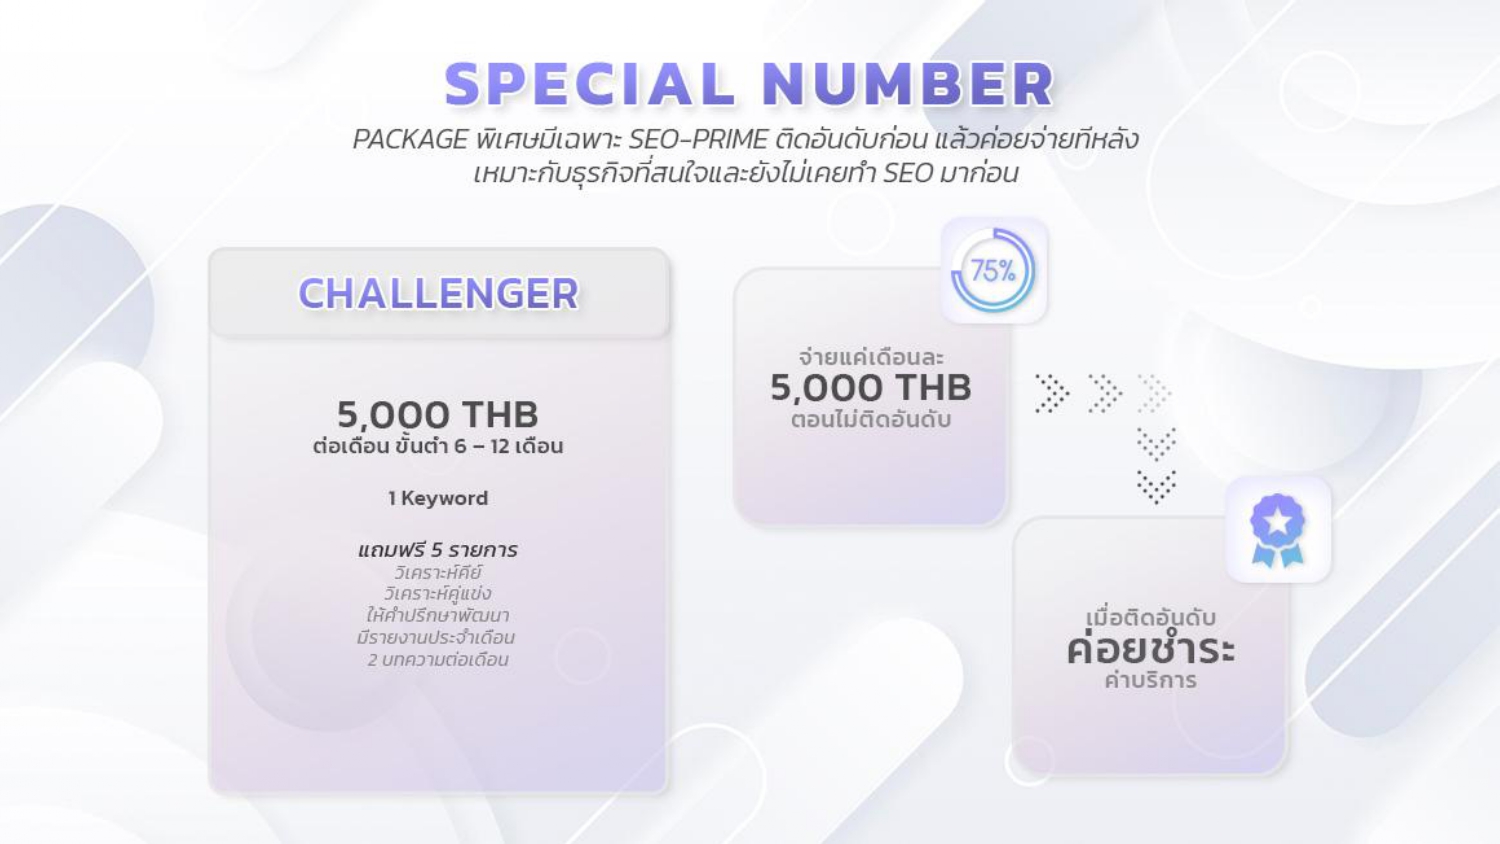 SPECIAL NUMBER
PACKAGE พิเศษมีเฉพาะ SEO-PRIME ติดอันดับก่อน แล้วค่อยจ่ายทีหลัง
เหมาะกับธุรกิจที่สนใจและยังไม่เคยทำ SEO มาก่อน
CHALLENGER
5,000 THB
ต่อเดือน ขั้นต่ำ 6 – 12 เดือน
1 Keyword
แถมฟรี 5 รายการ
วิเคราะห์คีย์
วิเคราะห์คู่แข่ง
ให้คำปรึกษาพัฒนา
มีรายงานประจำเดือน
2 บทความต่อเดือน
75%
จ่ายแค่เดือนละ
5,000 THB
ตอนไม่ติดอันดับ
เมื่อติดอันดับ
ค่อยชำระ
ค่าบริการ